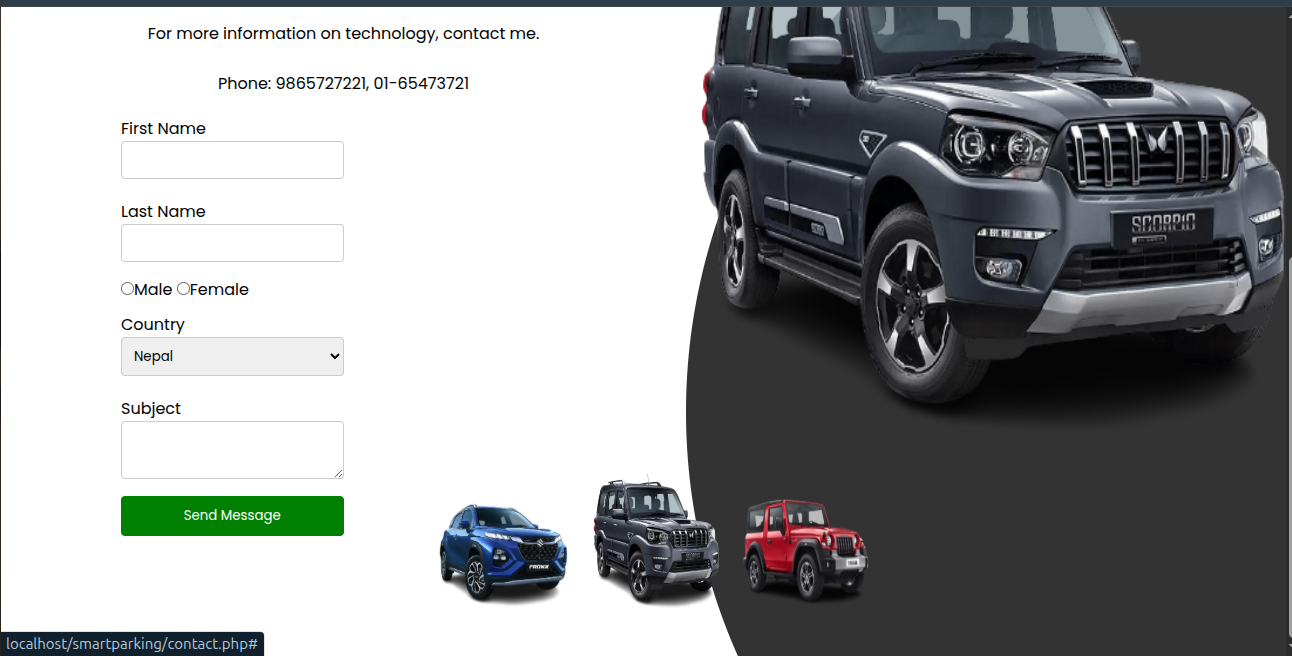 For more information on technology, contact me.
Phone: 9865727221, 01-65473721
First Name
Last Name
Male Female
Country
Nepal
Subject
Send Message
SCORPIO
FRONX
localhost/smartparking/contact.php#